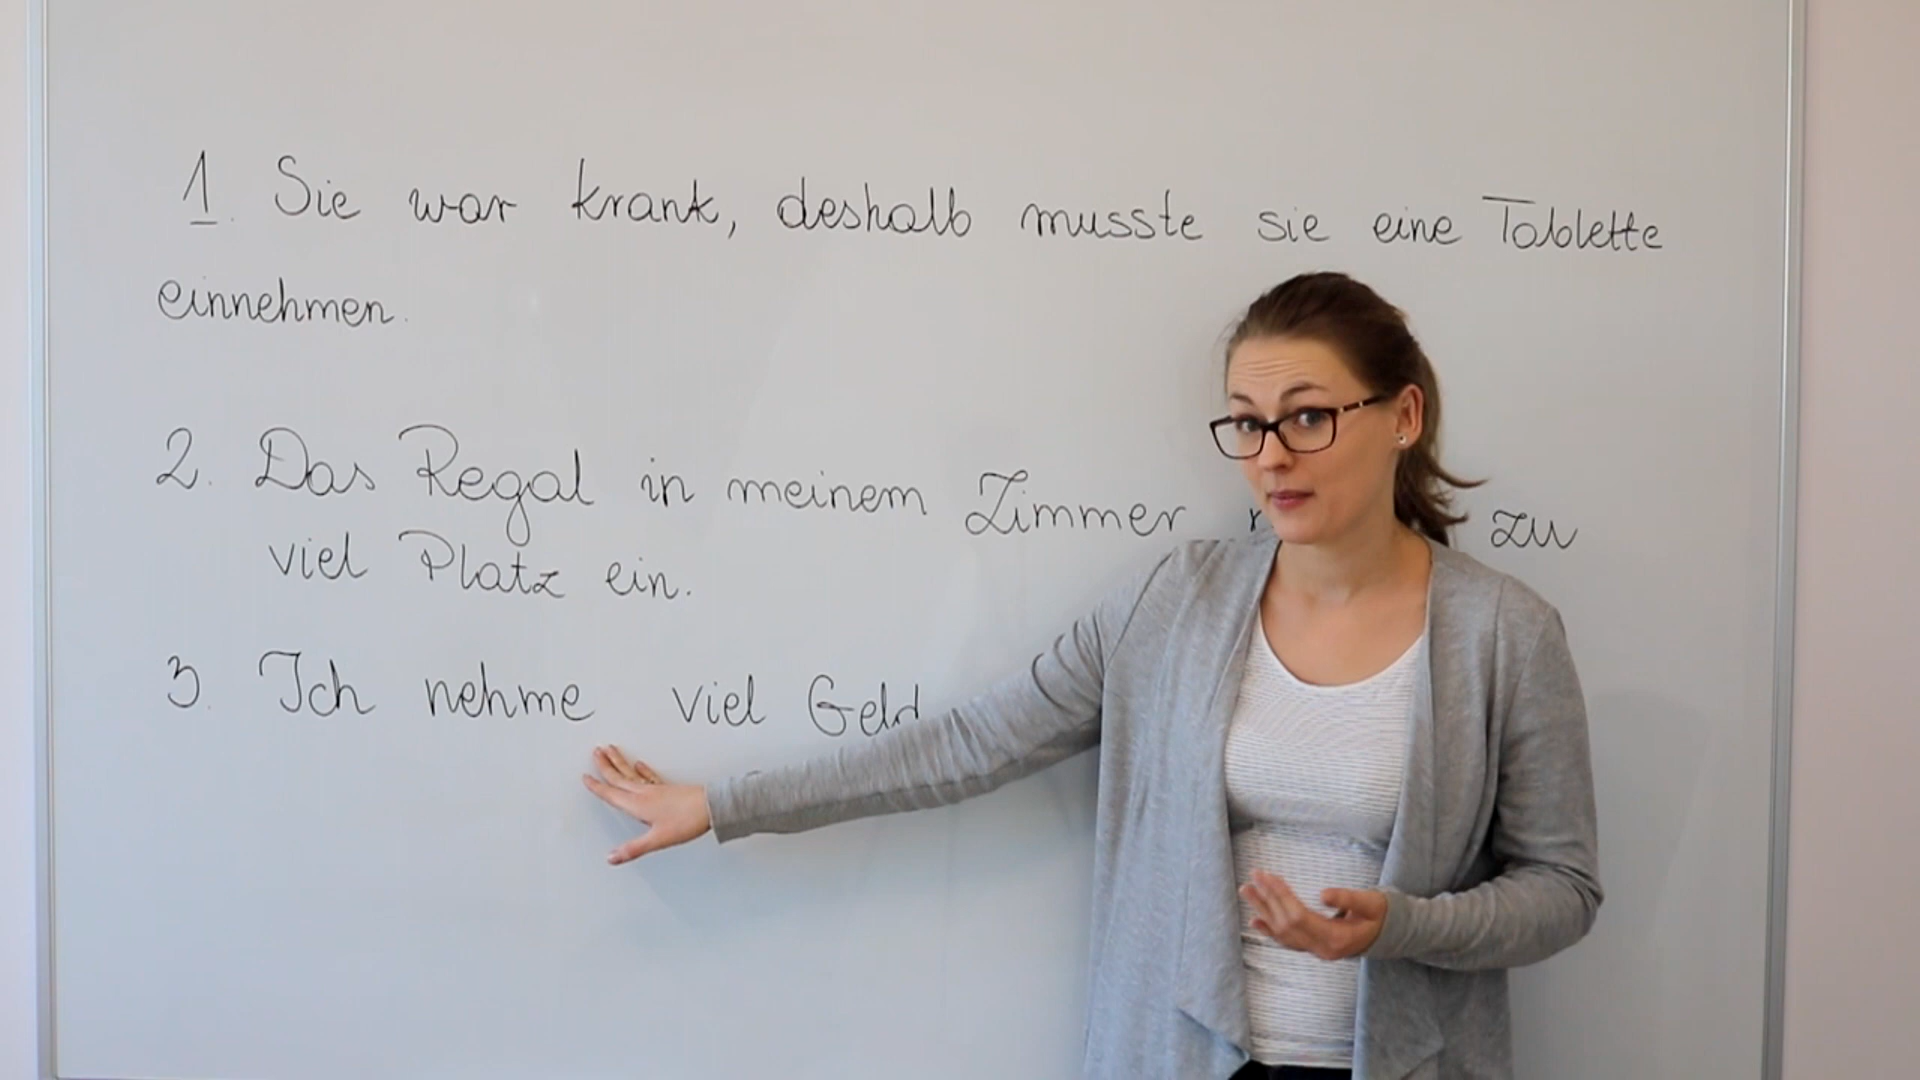 1. Sie war krank, deshalb musste sie eine Tablette
einnehmen.
2. Das Regal in meinem Zimmer zu
viel Platz ein.
3. Ich nehme viel Geld